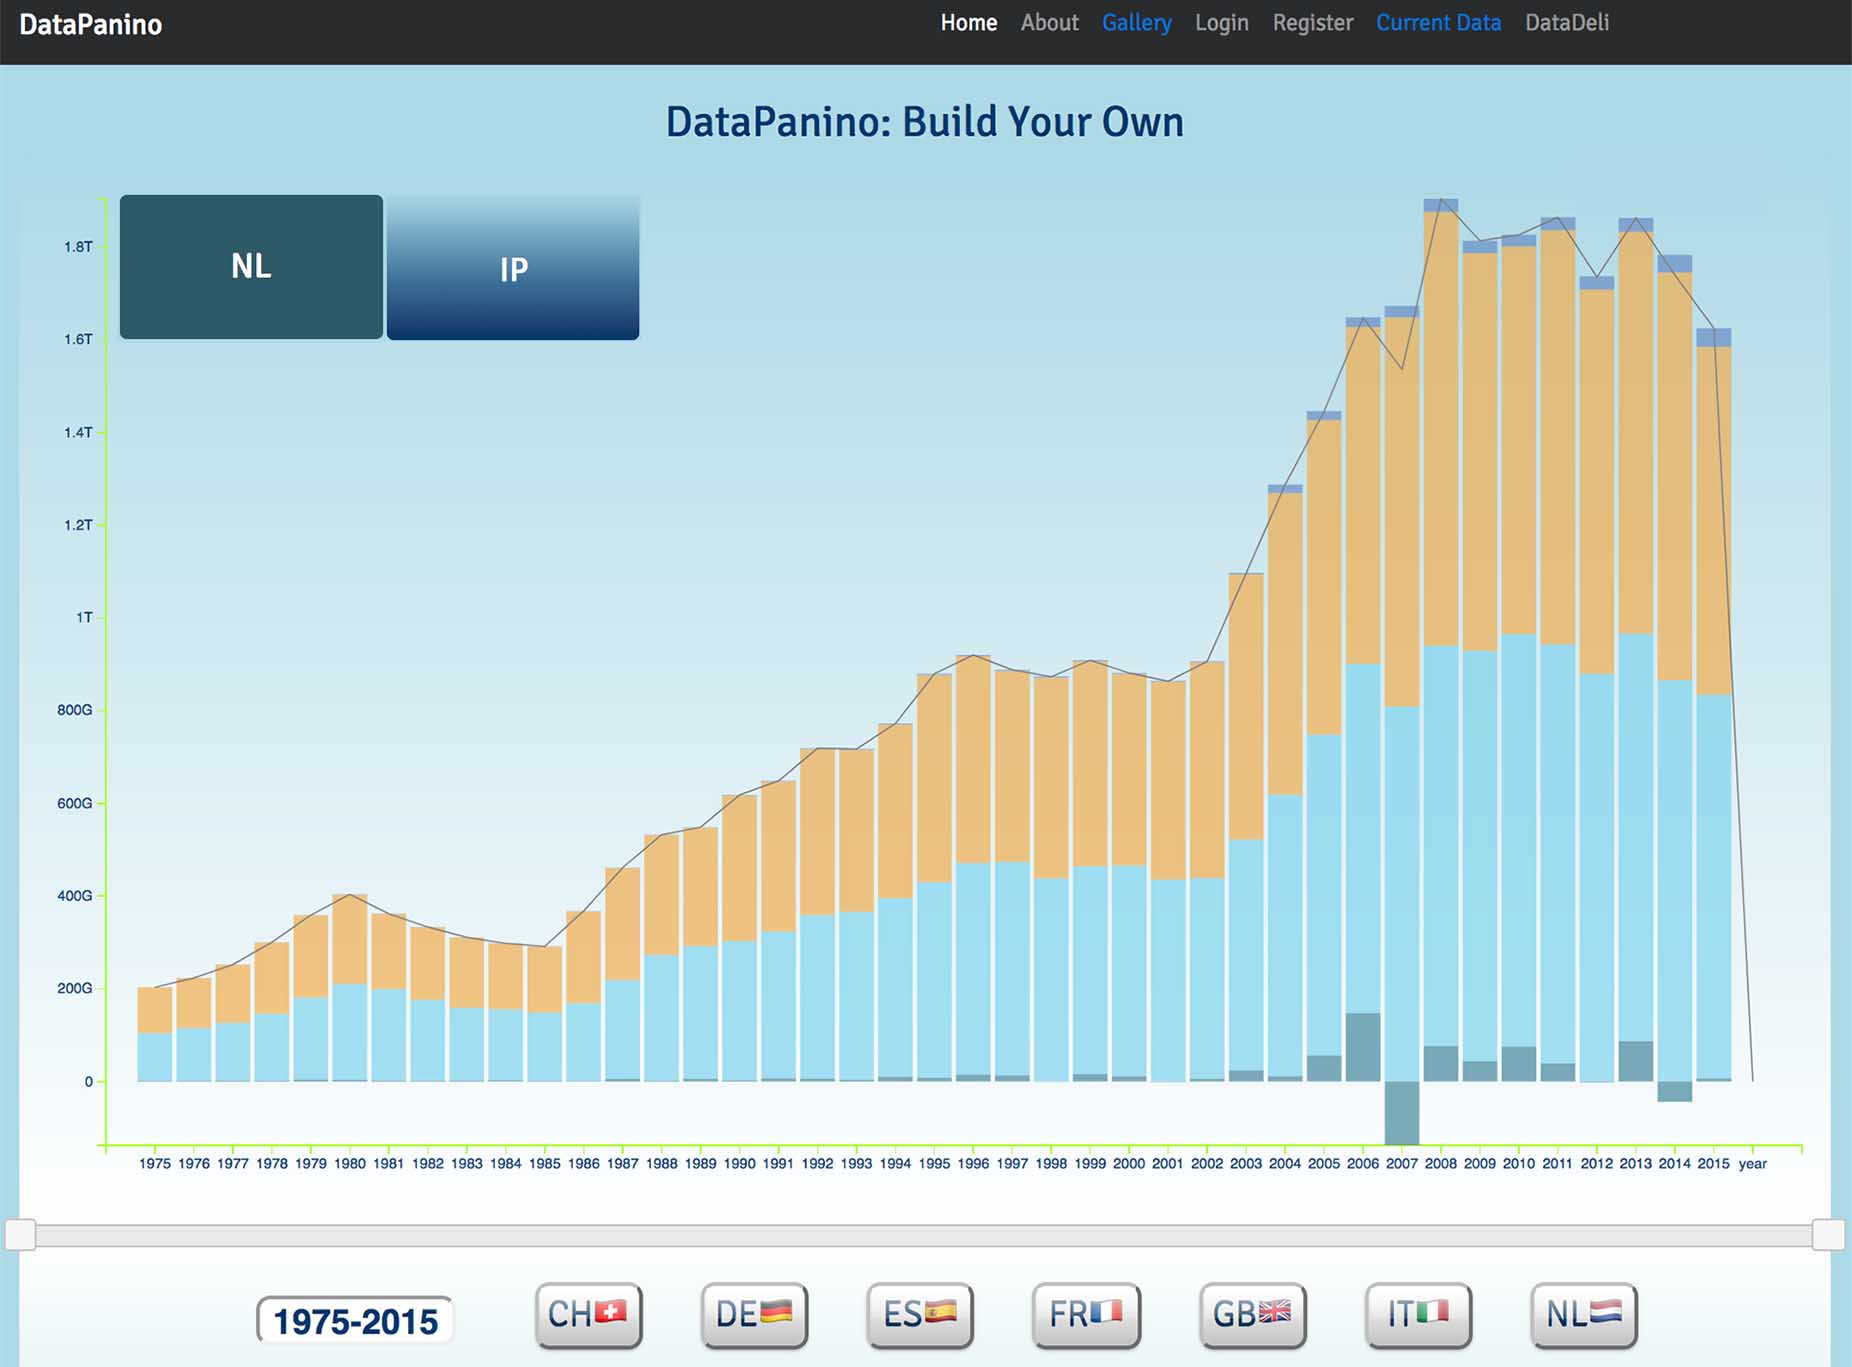 DataPanino
Home About Gallery Login Register Current Data DataDeli
DataPanino: Build Your Own
NL IP
1.8T
1.6T
1.4T
1.2T
1T
800G
600G
400G
200G
0
1975 1976 1977 1978 1979 1980 1981 1982 1983 1984 1985 1986 1987 1988 1989 1990 1991 1992 1993 1994 1995 1996 1997 1998 1999 2000 2001 2002 2003 2004 2005 2006 2007 2008 2009 2010 2011 2012 2013 2014 2015 year
1975-2015 CH DE ES FR GB IT NL